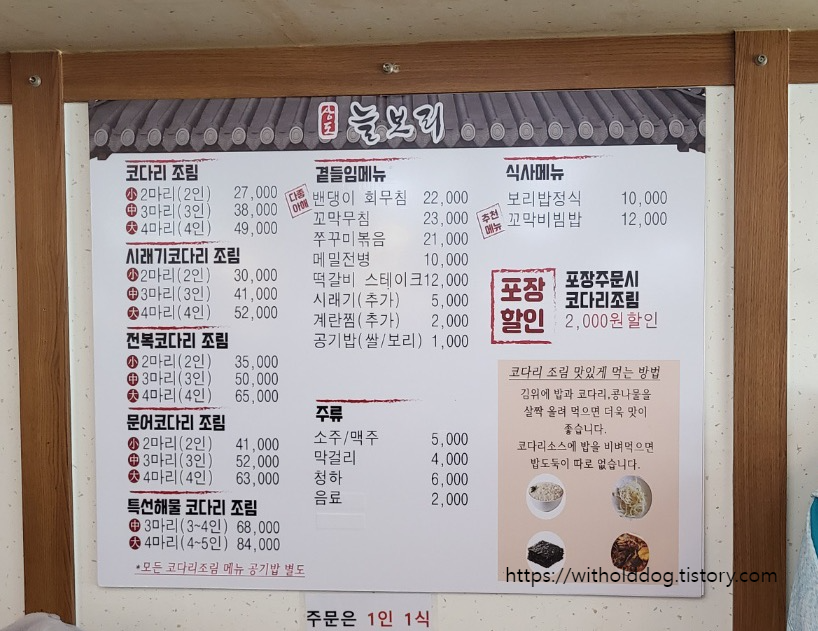 상도 늘보리
코다리 조림
小 2마리(2인) 27,000
中 3마리(3인) 38,000
大 4마리(4인) 49,000
시래기코다리 조림
小 2마리(2인) 30,000
中 3마리(3인) 41,000
大 4마리(4인) 52,000
전복코다리 조림
小 2마리(2인) 35,000
中 3마리(3인) 50,000
大 4마리(4인) 65,000
문어코다리 조림
小 2마리(2인) 41,000
中 3마리(3인) 52,000
大 4마리(4인) 63,000
특선해물 코다리 조림
中 3마리(3~4인) 68,000
大 4마리(4~5인) 84,000
*모든 코다리조림 메뉴 공기밥 별도
곁들임메뉴
밴댕이 회무침 22,000
꼬막무침 23,000
쭈꾸미볶음 21,000
메밀전병 10,000
떡갈비 스테이크12,000
시래기(추가) 5,000
계란찜(추가) 2,000
공기밥(쌀/보리) 1,000
주류
소주/맥주 5,000
막걸리 4,000
청하 6,000
음료 2,000
식사메뉴
보리밥정식 10,000
추천
메뉴
꼬막비빔밥 12,000
포장
할인
포장주문시
코다리조림
2,000원할인
코다리 조림 맛있게 먹는 방법
김위에 밥과 코다리,콩나물을
살짝 올려 먹으면 더욱 맛이
좋습니다.
코다리소스에 밥을 비벼먹으면
밥도둑이 따로 없습니다.
https://witholddog.tistory.com
주문은 1인 1식